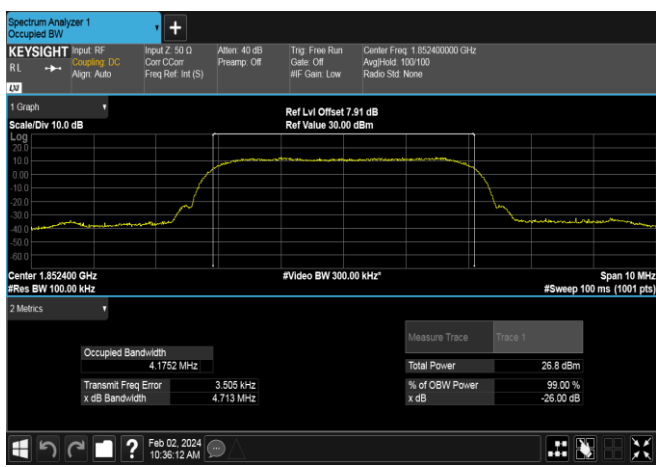 Spectrum Analyzer 1
Occupied BW
+
KEYSIGHT Input: RF Input Z: 50 Ω Atten: 40 dB Trig: Free Run Center Freq: 1.852400000 GHz
RL Coupling: DC Corr CCorr Preamp: Off Gate: Off Avg|Hold: 100/100
Align: Auto Freq Ref: Int (S) #IF Gain: Low Radio Std: None
LXI
1 Graph
Ref Lvl Offset 7.91 dB
Scale/Div 10.0 dB Ref Value 30.00 dBm
Log
20.0
10.0
0.00
-10.0
-20.0
-30.0
-40.0
-50.0
-60.0
Center 1.852400 GHz #Video BW 300.00 kHz* Span 10 MHz
#Res BW 100.00 kHz #Sweep 100 ms (1001 pts)
2 Metrics
Measure Trace Trace 1
Occupied Bandwidth
4.1752 MHz
Total Power 26.8 dBm
Transmit Freq Error 3.505 kHz % of OBW Power 99.00 %
x dB Bandwidth 4.713 MHz x dB -26.00 dB
? Feb 02, 2024
10:36:12 AM